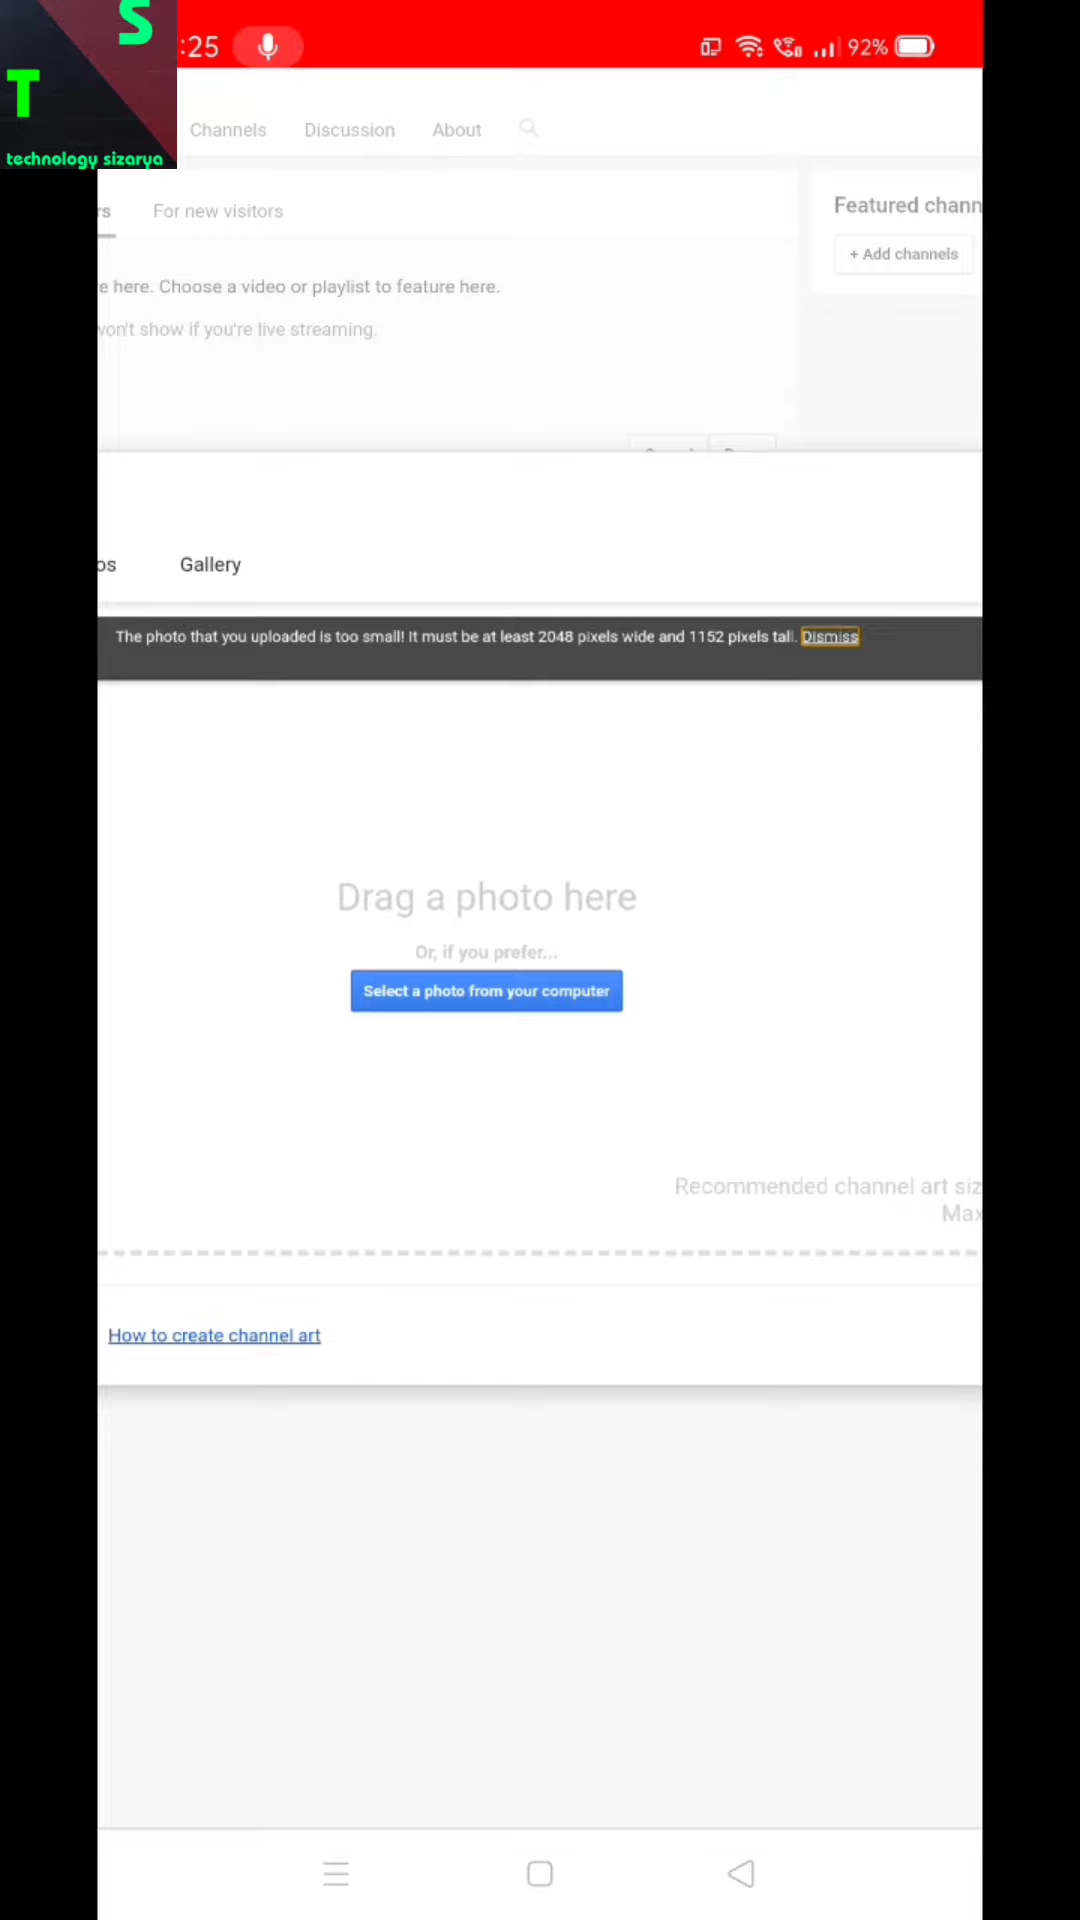 S
T
technology sizarya
:25
92%
Channels Discussion About
For new visitors
Featured chann
+ Add channels
e here. Choose a video or playlist to feature here.
won't show if you're live streaming.
os Gallery
The photo that you uploaded is too small! It must be at least 2048 pixels wide and 1152 pixels tall. Dismiss
Drag a photo here
Or, if you prefer...
Select a photo from your computer
Recommended channel art siz
Max
How to create channel art